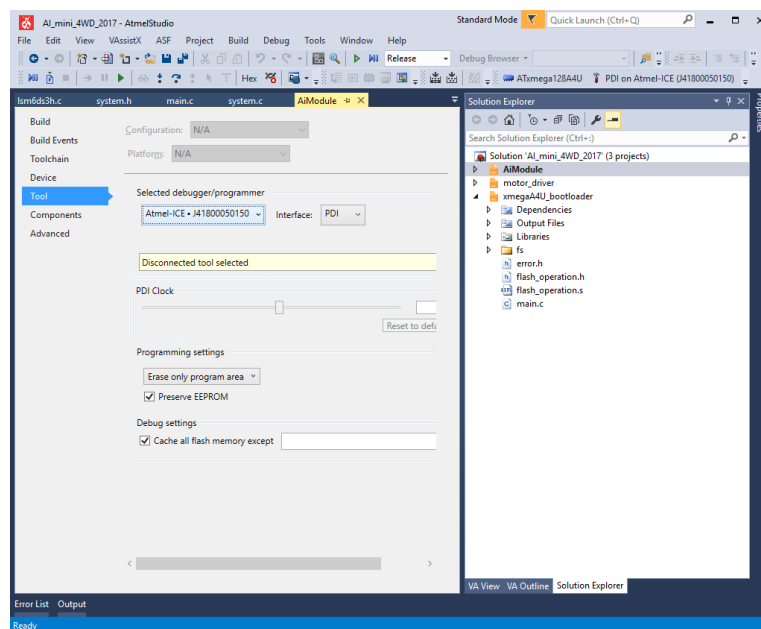 AI_mini_4WD_2017 - AtmelStudio
Standard Mode
Quick Launch (Ctrl+Q)
File Edit View VAssistX ASF Project Build Debug Tools Window Help
Release
Debug Browser
Hex
ATxmega128A4U
PDI on Atmel-ICE (J41800050150)
lsm6ds3h.c system.h main.c system.c AiModule
Solution Explorer
Properties
Build
Build Events
Toolchain
Device
Tool
Components
Advanced
Configuration: N/A
Platform: N/A
Selected debugger/programmer
Atmel-ICE • J41800050150
Interface: PDI
Disconnected tool selected
PDI Clock
Reset to defa
Programming settings
Erase only program area
Preserve EEPROM
Debug settings
Cache all flash memory except
Search Solution Explorer (Ctrl+:)
Solution 'AI_mini_4WD_2017' (3 projects)
AiModule
motor_driver
xmegaA4U_bootloader
Dependencies
Output Files
Libraries
fs
error.h
flash_operation.h
flash_operation.s
main.c
VA View VA Outline Solution Explorer
Error List Output
Ready